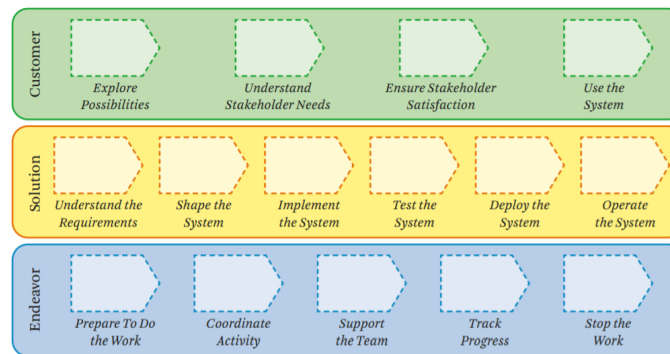 Customer
Explore
Possibilities
Understand
Stakeholder Needs
Ensure Stakeholder
Satisfaction
Use the
System
Solution
Understand the
Requirements
Shape the
System
Implement
the System
Test the
System
Deploy the
System
Operate
the System
Endeavor
Prepare To Do
the Work
Coordinate
Activity
Support
the Team
Track
Progress
Stop the
Work